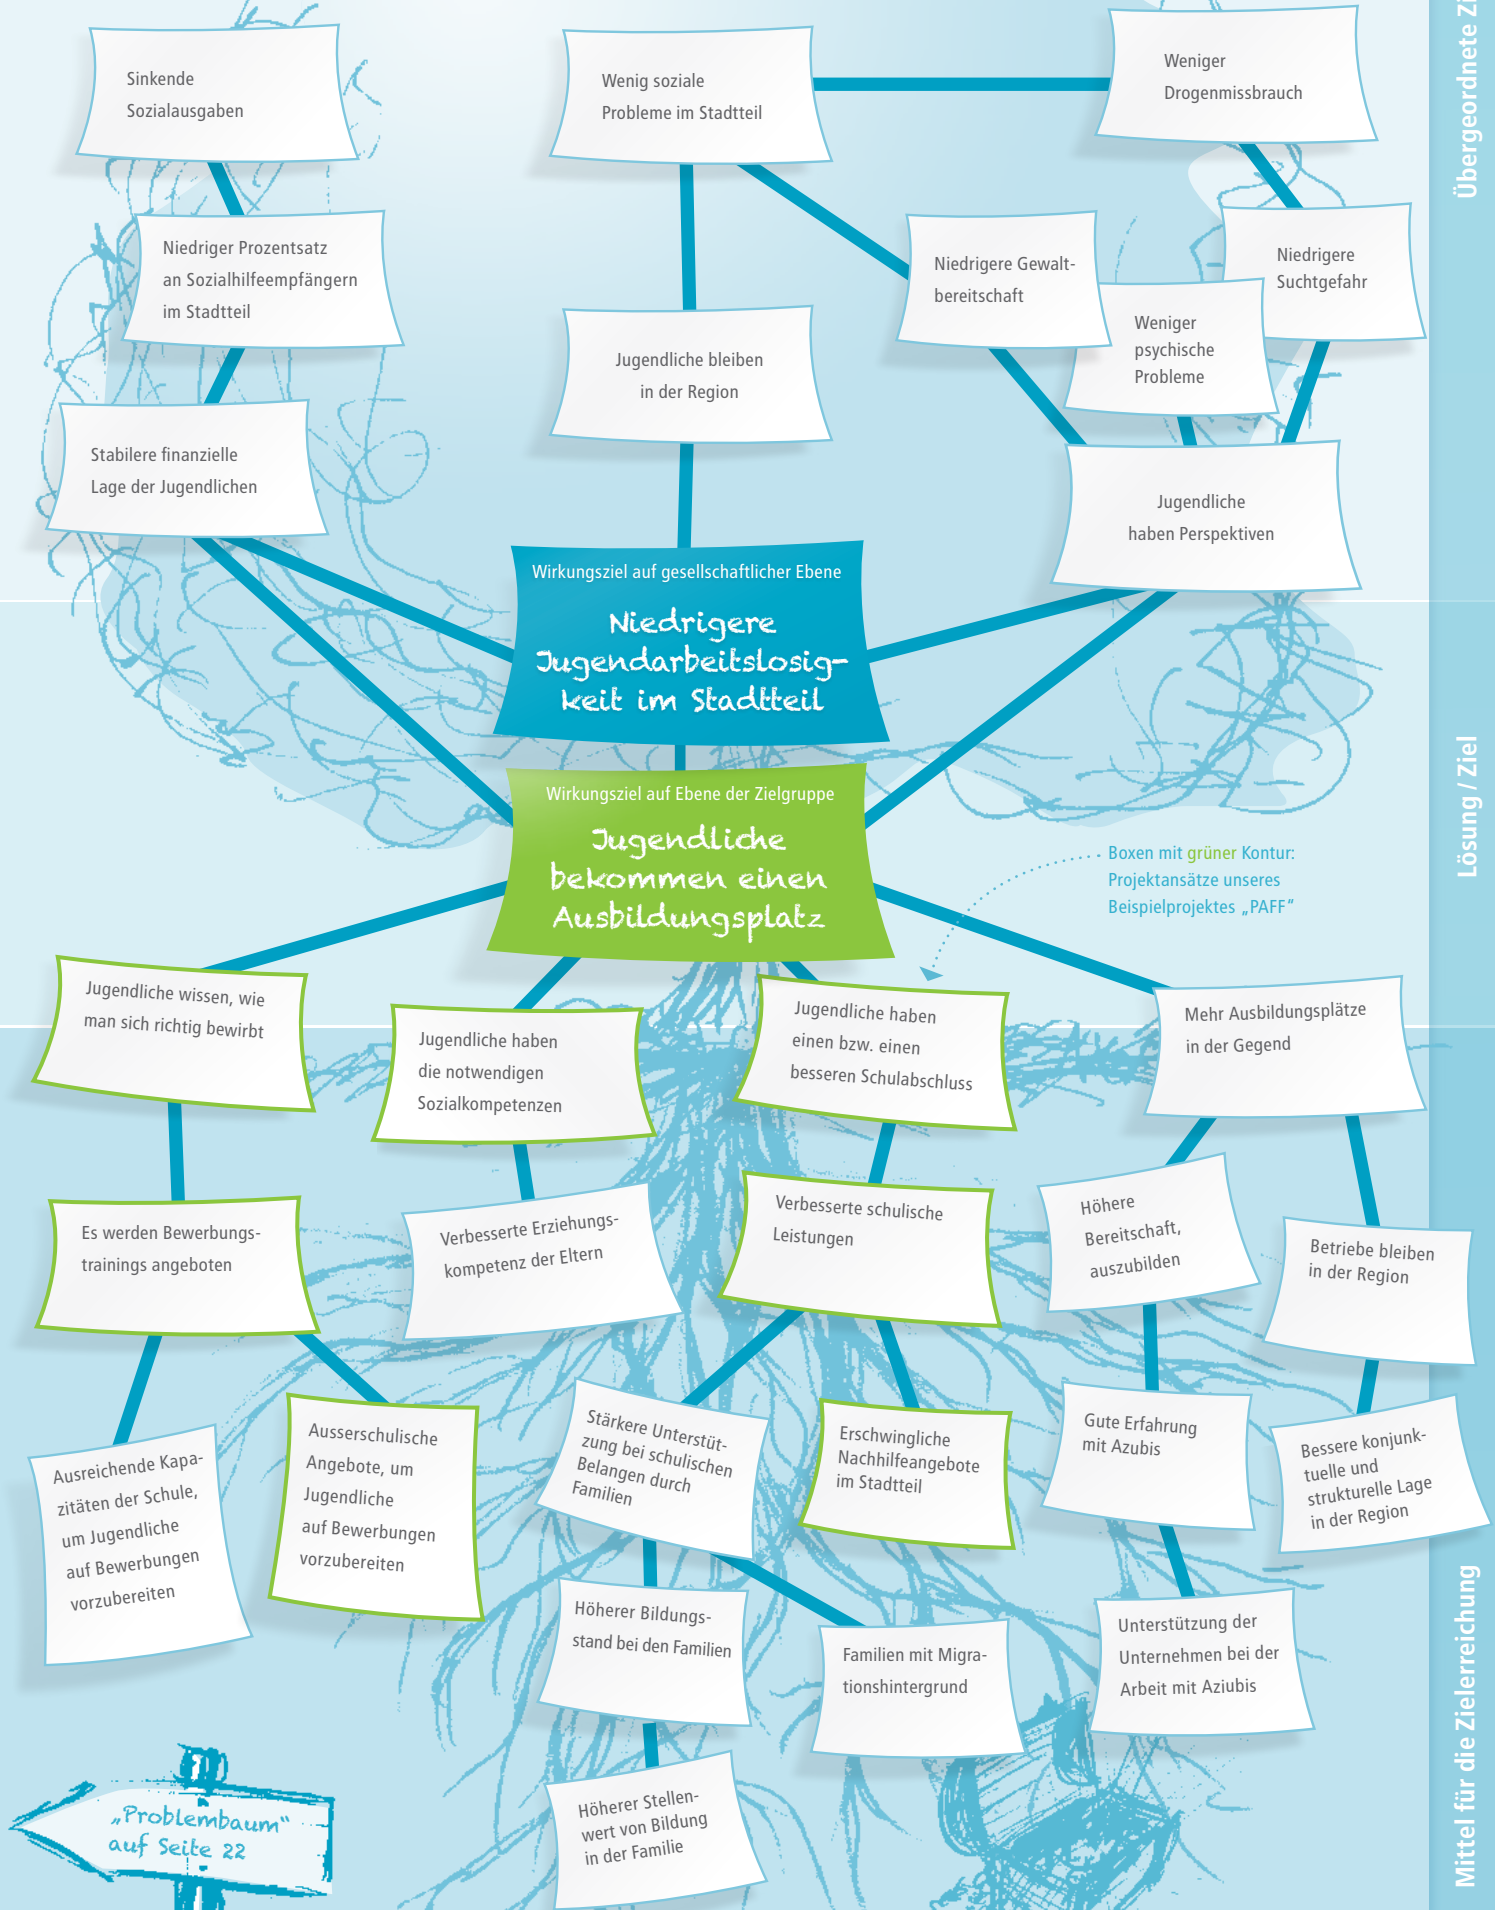 Übergeordnete
Sinkende
Sozialausgaben
Wenig soziale
Probleme im Stadtteil
Weniger
Drogenmissbrauch
Niedriger Prozentsatz
an Sozialhilfeempfängern
im Stadtteil
Niedrigere Gewalt-
bereitschaft
Niedrigere
Suchtgefahr
Weniger
psychische
Probleme
Jugendliche bleiben
in der Region
Stabilere finanzielle
Lage der Jugendlichen
Jugendliche
haben Perspektiven
Wirkungsziel auf gesellschaftlicher Ebene
Niedrigere
Jugendarbeitslosig-
keit im Stadtteil
Lösung / Ziel
Wirkungsziel auf Ebene der Zielgruppe
Jugendliche
bekommen einen
Ausbildungsplatz
Boxen mit grüner Kontur:
Projektansätze unseres
Beispielprojektes „PAFF“
Jugendliche wissen, wie
man sich richtig bewirbt
Jugendliche haben
die notwendigen
Sozialkompetenzen
Jugendliche haben
einen bzw. einen
besseren Schulabschluss
Mehr Ausbildungsplätze
in der Gegend
Es werden Bewerbungs-
trainings angeboten
Verbesserte Erziehungs-
kompetenz der Eltern
Verbesserte schulische
Leistungen
Höhere
Bereitschaft,
auszubilden
Betriebe bleiben
in der Region
Ausreichende Kapa-
zitäten der Schule,
um Jugendliche
auf Bewerbungen
vorzubereiten
Ausserschulische
Angebote, um
Jugendliche
auf Bewerbungen
vorzubereiten
Stärkere Unterstüt-
zung bei schulischen
Belangen durch
Familien
Erschwingliche
Nachhilfeangebote
im Stadtteil
Gute Erfahrung
mit Azubis
Bessere konjunk-
tuelle und
strukturelle Lage
in der Region
Höherer Bildungs-
stand bei den Familien
Familien mit Migra-
tionshintergrund
Unterstützung der
Unternehmen bei der
Arbeit mit Aziubis
Mittel für die Zielerreichung
Höherer Stellen-
wert von Bildung
in der Familie
„Problembaum“
auf Seite 22